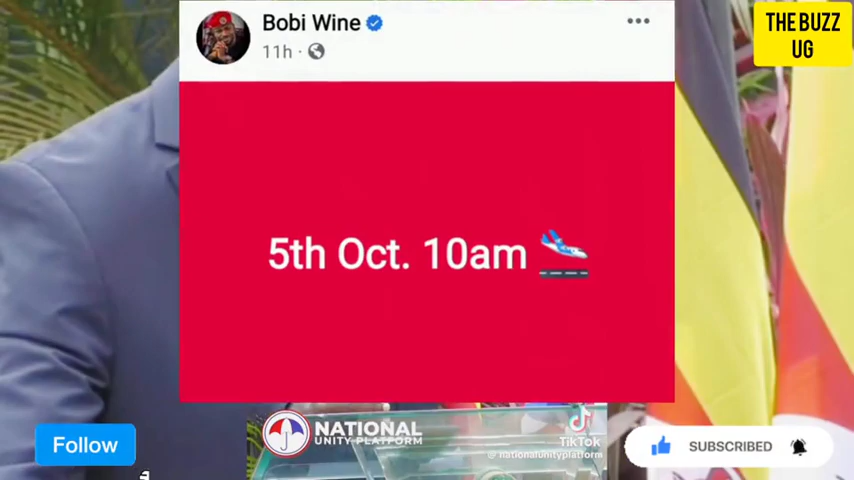 Bobi Wine
11h
THE BUZZ
UG
5th Oct. 10am
NATIONAL
UNITY PLATFORM
TikTok
@nationalunityplatform
Follow
SUBSCRIBED